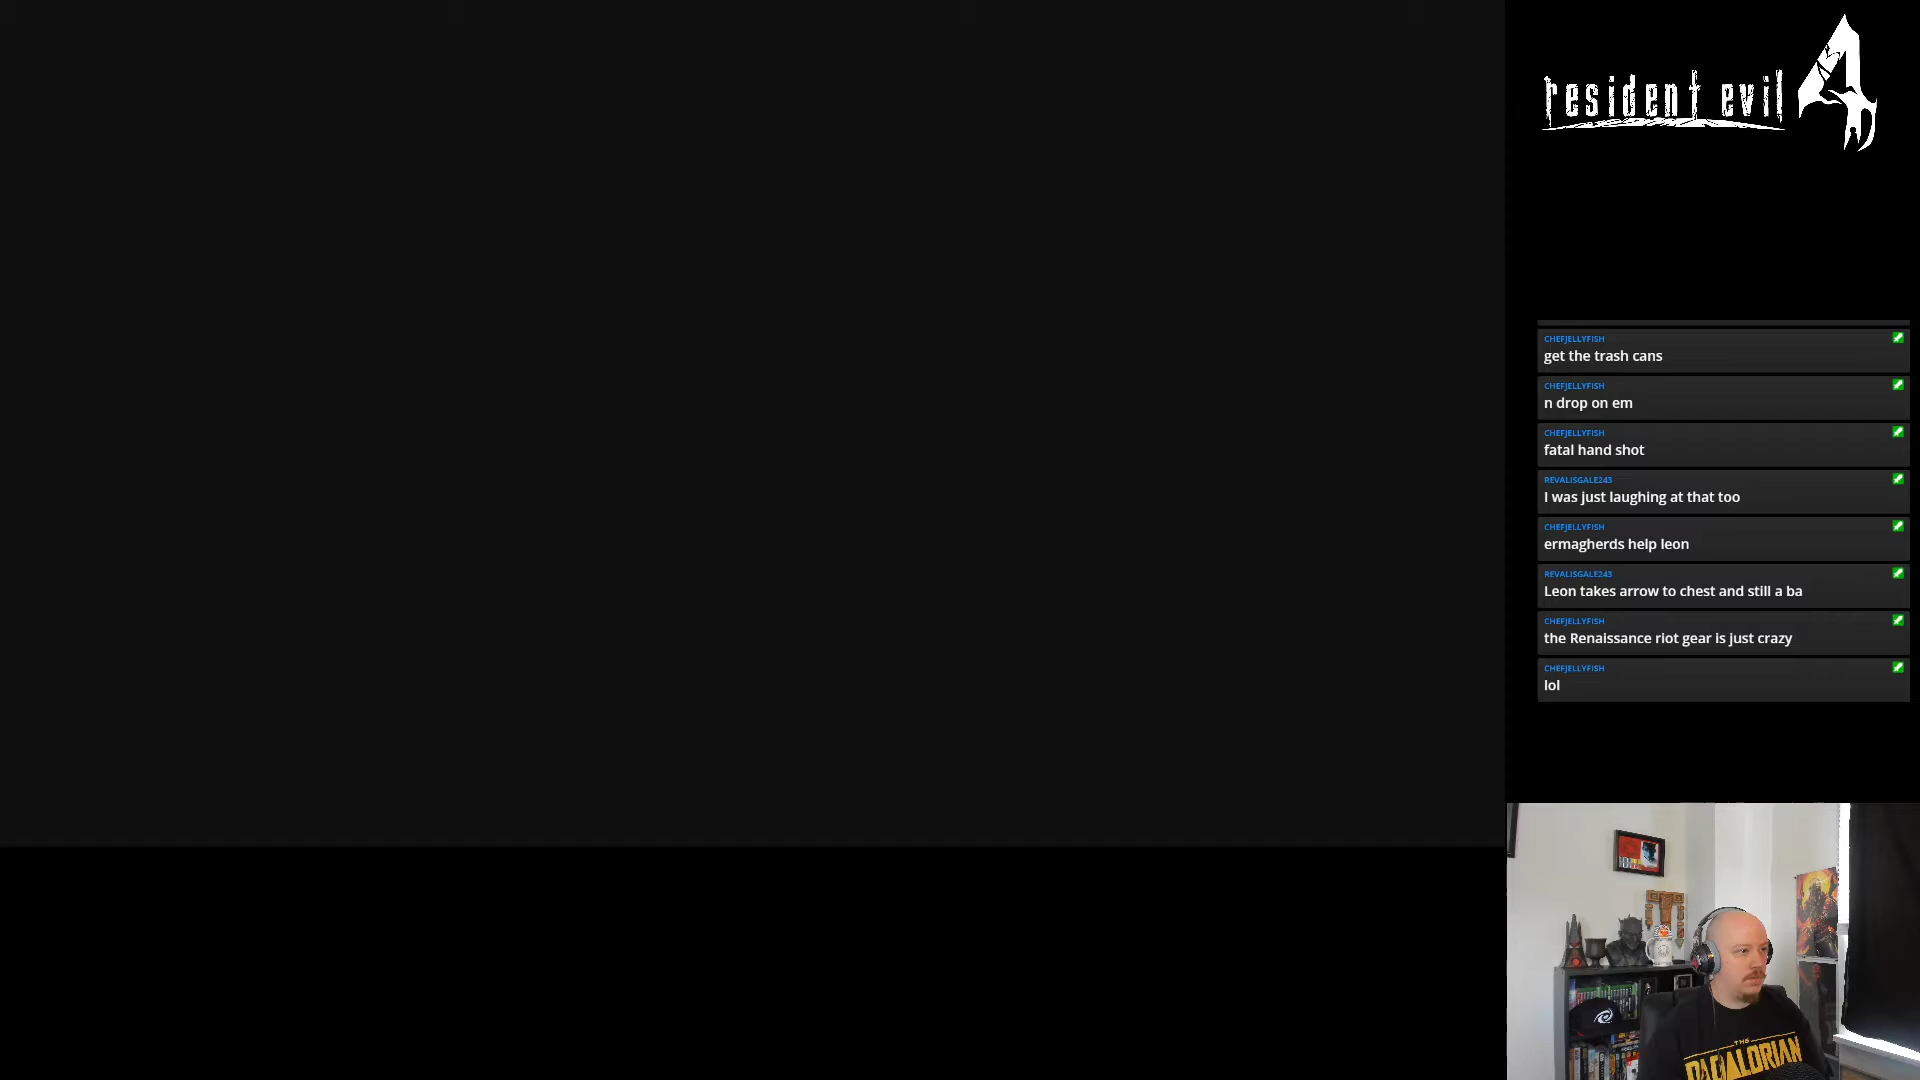 resident evil 4
CHEFJELLYFISH
get the trash cans
CHEFJELLYFISH
n drop on em
CHEFJELLYFISH
fatal hand shot
REVALISGALE243
I was just laughing at that too
CHEFJELLYFISH
ermagherds help leon
REVALISGALE243
Leon takes arrow to chest and still a ba
CHEFJELLYFISH
the Renaissance riot gear is just crazy
CHEFJELLYFISH
lol
THE
DADALORIAN